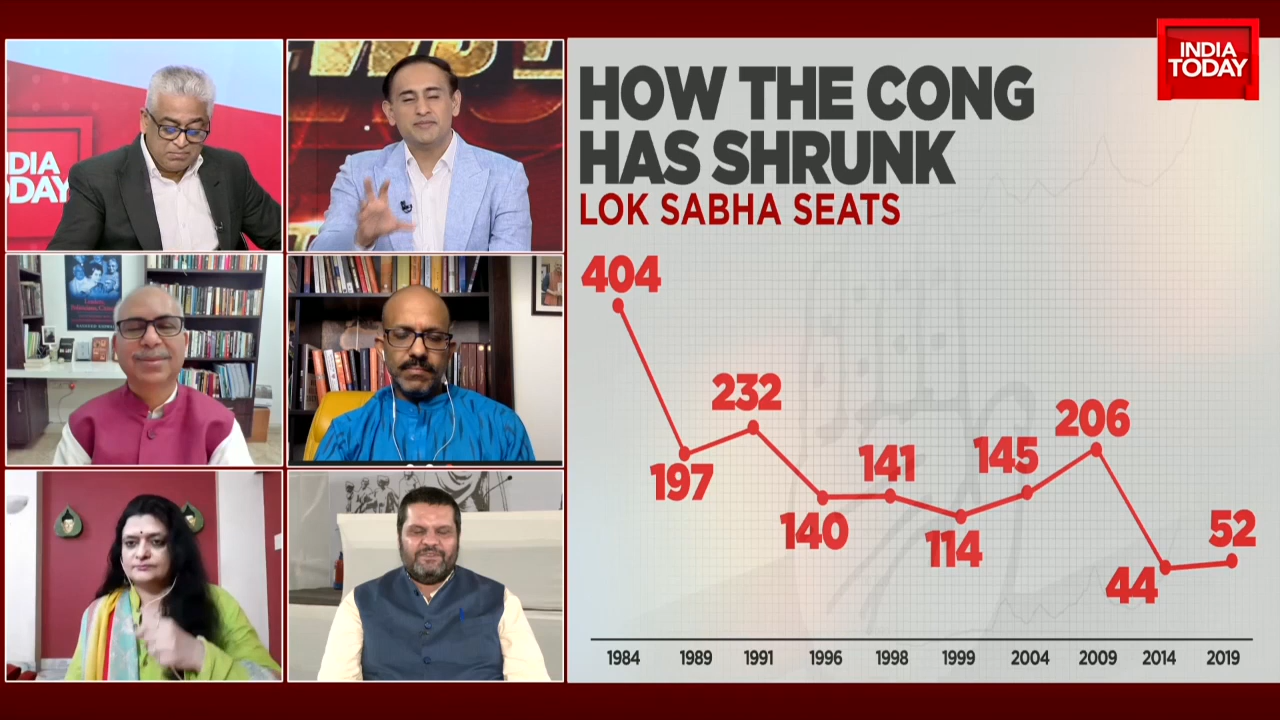 INDIA
TODAY
HOW THE CONG
HAS SHRUNK
LOK SABHA SEATS
404
197
232
140
141
114
145
206
44
52
1984 1989 1991 1996 1998 1999 2004 2009 2014 2019
INDIA
TODAY